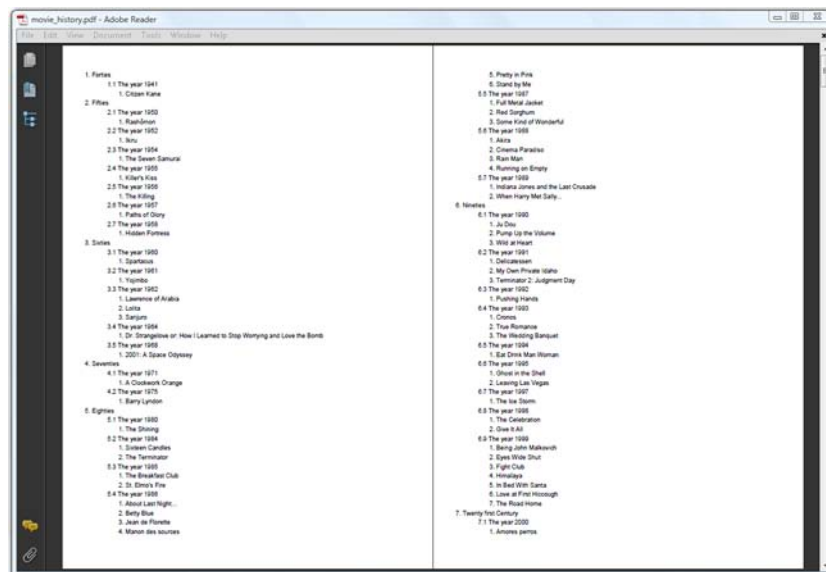 movie_history.pdf - Adobe Reader
File Edit View Document Tools Window Help
1. Forties
1.1 The year 1941
1. Citizen Kane
2. Fifties
2.1 The year 1950
1. Rashômon
2.2 The year 1952
1. Ikiru
2.3 The year 1954
1. The Seven Samurai
2.4 The year 1955
1. Killer's Kiss
2.5 The year 1956
1. The Killing
2.6 The year 1957
1. Paths of Glory
2.7 The year 1958
1. Hidden Fortress
3. Sixties
3.1 The year 1960
1. Spartacus
3.2 The year 1961
1. Yojimbo
3.3 The year 1962
1. Lawrence of Arabia
2. Lolita
3. Sanjuro
3.4 The year 1964
1. Dr. Strangelove or: How I Learned to Stop Worrying and Love the Bomb
3.5 The year 1968
1. 2001: A Space Odyssey
4. Seventies
4.1 The year 1971
1. A Clockwork Orange
4.2 The year 1975
1. Barry Lyndon
5. Eighties
5.1 The year 1980
1. The Shining
5.2 The year 1984
1. Sixteen Candles
2. The Terminator
5.3 The year 1985
1. The Breakfast Club
2. St. Elmo's Fire
5.4 The year 1986
1. About Last Night...
2. Betty Blue
3. Jean de Florette
4. Manon des sources
5. Pretty in Pink
6. Stand by Me
5.5 The year 1987
1. Full Metal Jacket
2. Red Sorghum
3. Some Kind of Wonderful
5.6 The year 1988
1. Akira
2. Cinema Paradiso
3. Rain Man
4. Running on Empty
5.7 The year 1989
1. Indiana Jones and the Last Crusade
2. When Harry Met Sally...
6. Nineties
6.1 The year 1990
1. Ju Dou
2. Pump Up the Volume
3. Wild at Heart
6.2 The year 1991
1. Delicatessen
2. My Own Private Idaho
3. Terminator 2: Judgment Day
6.3 The year 1992
1. Pushing Hands
6.4 The year 1993
1. Cronos
2. True Romance
3. The Wedding Banquet
6.5 The year 1994
1. Eat Drink Man Woman
6.6 The year 1995
1. Ghost in the Shell
2. Leaving Las Vegas
6.7 The year 1997
1. The Ice Storm
6.8 The year 1998
1. The Celebration
2. Give It All
6.9 The year 1999
1. Being John Malkovich
2. Eyes Wide Shut
3. Fight Club
4. Himalaya
5. In Bed With Santa
6. Love at First Hiccough
7. The Road Home
7. Twenty first Century
7.1 The year 2000
1. Amores perros